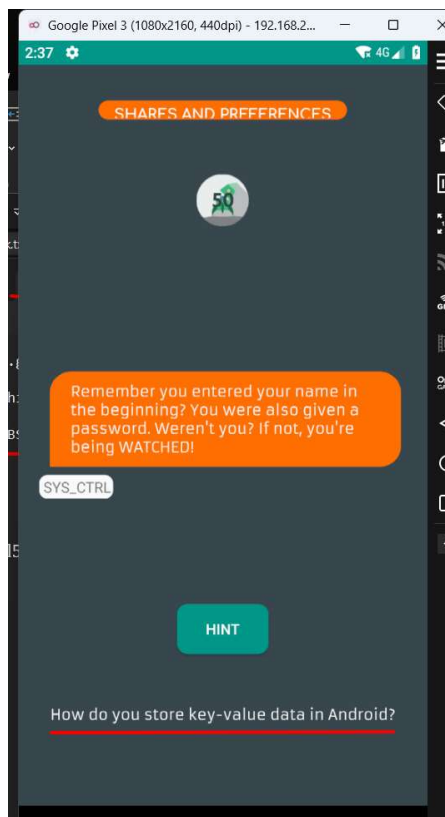 Google Pixel 3 (1080x2160, 440dpi) - 192.168.2...
2:37
4G
SHARES AND PREFERENCES
50
Remember you entered your name in
the beginning? You were also given a
password. Weren't you? If not, you're
being WATCHED!
SYS_CTRL
HINT
How do you store key-value data in Android?